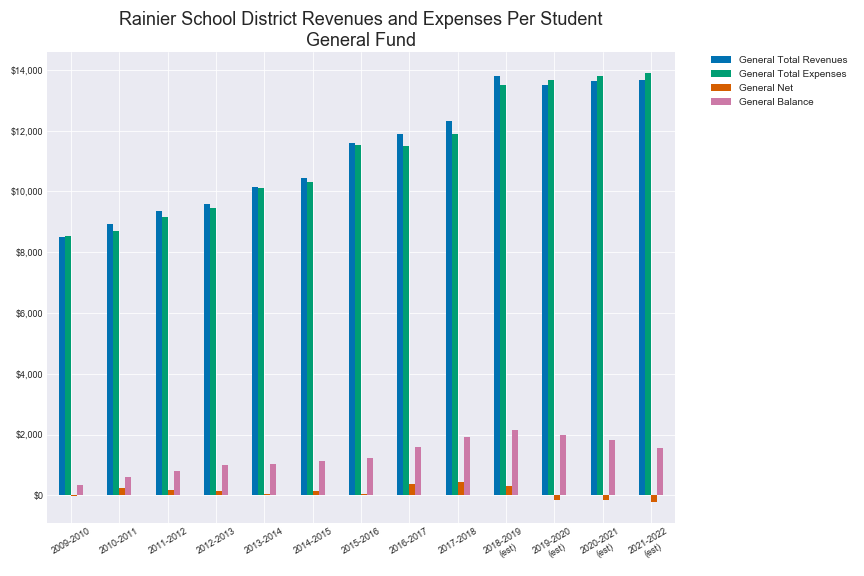 Rainier School District Revenues and Expenses Per Student
General Fund
General Total Revenues
General Total Expenses
General Net
General Balance
$14,000
$12,000
$10,000
$8,000
$6,000
$4,000
$2,000
$0
2009-2010
2010-2011
2011-2012
2012-2013
2013-2014
2014-2015
2015-2016
2016-2017
2017-2018
2018-2019
(est)
2019-2020
(est)
2020-2021
(est)
2021-2022
(est)